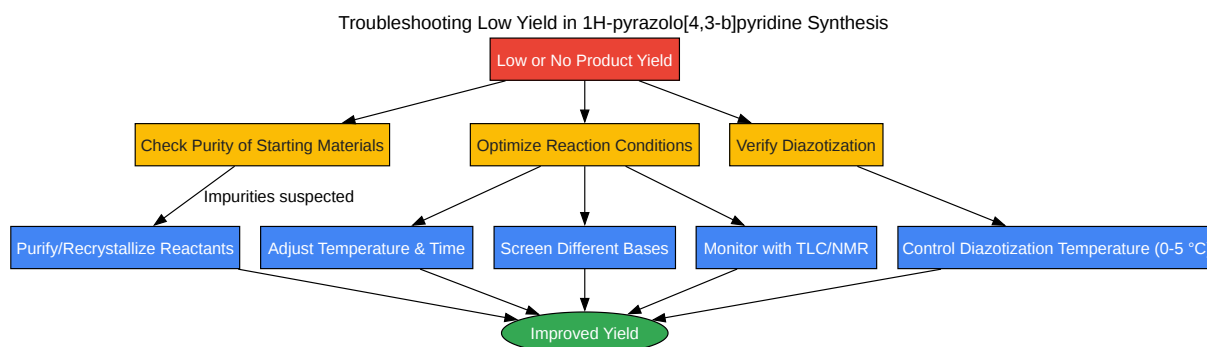 Troubleshooting Low Yield in 1H-pyrazolo[4,3-b]pyridine Synthesis
Low or No Product Yield
Check Purity of Starting Materials
Optimize Reaction Conditions
Verify Diazotization
Impurities suspected
Purify/Recrystallize Reactants
Adjust Temperature & Time
Screen Different Bases
Monitor with TLC/NMR
Control Diazotization Temperature (0-5 °C
Improved Yield